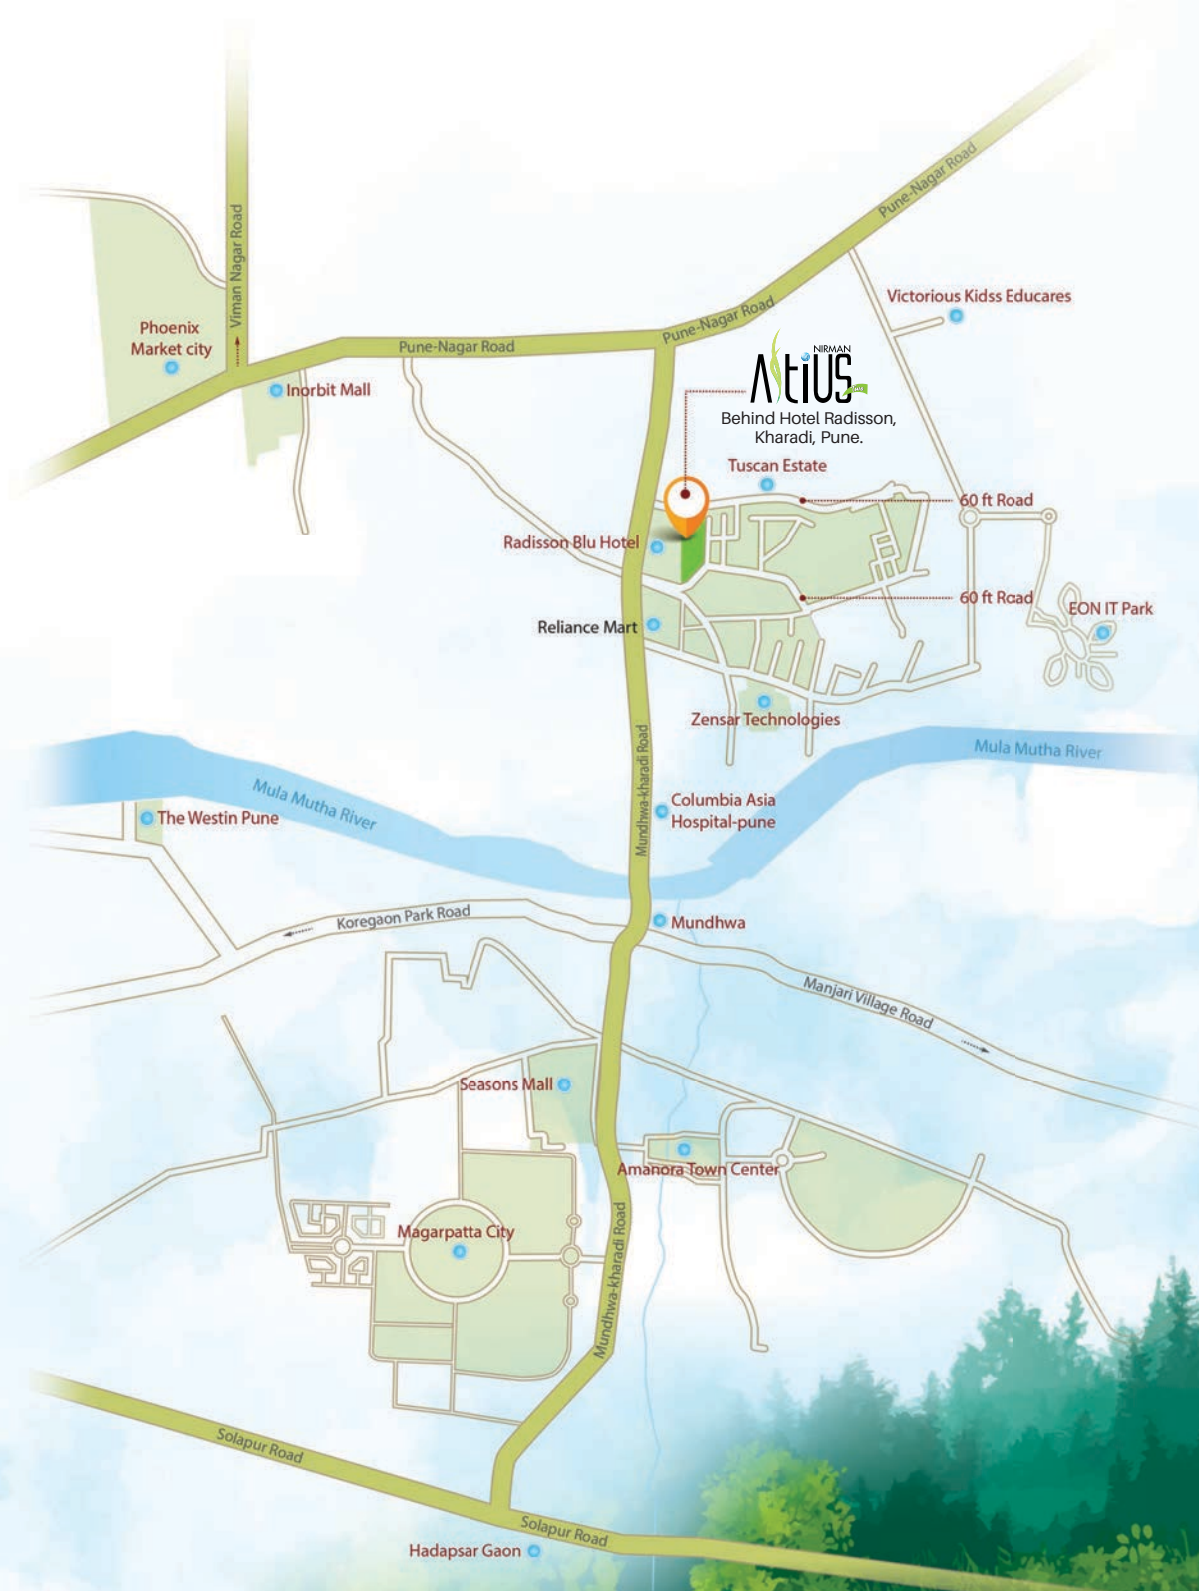 Viman Nagar Road
Pune-Nagar Road
Victorious Kidss Educares
Phoenix
Market city
Pune-Nagar Road
Pune-Nagar Road
NIRMAN
AltiUS
Inorbit Mall
Behind Hotel Radisson,
Kharadi, Pune.
Tuscan Estate
60 ft Road
Radisson Blu Hotel
60 ft Road
EON IT Park
Reliance Mart
Zensar Technologies
Mula Mutha River
Mundhwa-kharadi Road
Mula Mutha River
Columbia Asia
Hospital-pune
The Westin Pune
Koregaon Park Road
Mundhwa
Manjari Village Road
Seasons Mall
Amanora Town Center
Magarpatta City
Mundhwa-kharadi Road
Solapur Road
Solapur Road
Hadapsar Gaon